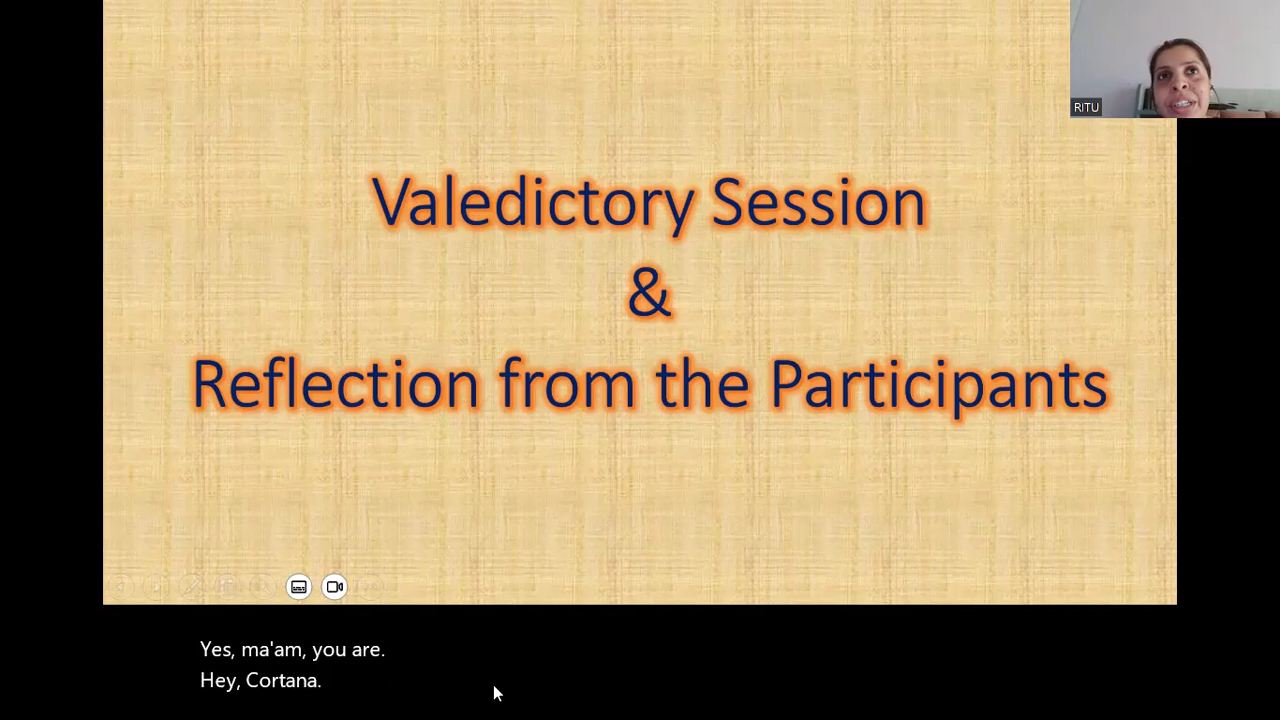 RITU
Valedictory Session
&
Reflection from the Participants
Yes, ma'am, you are.
Hey, Cortana.